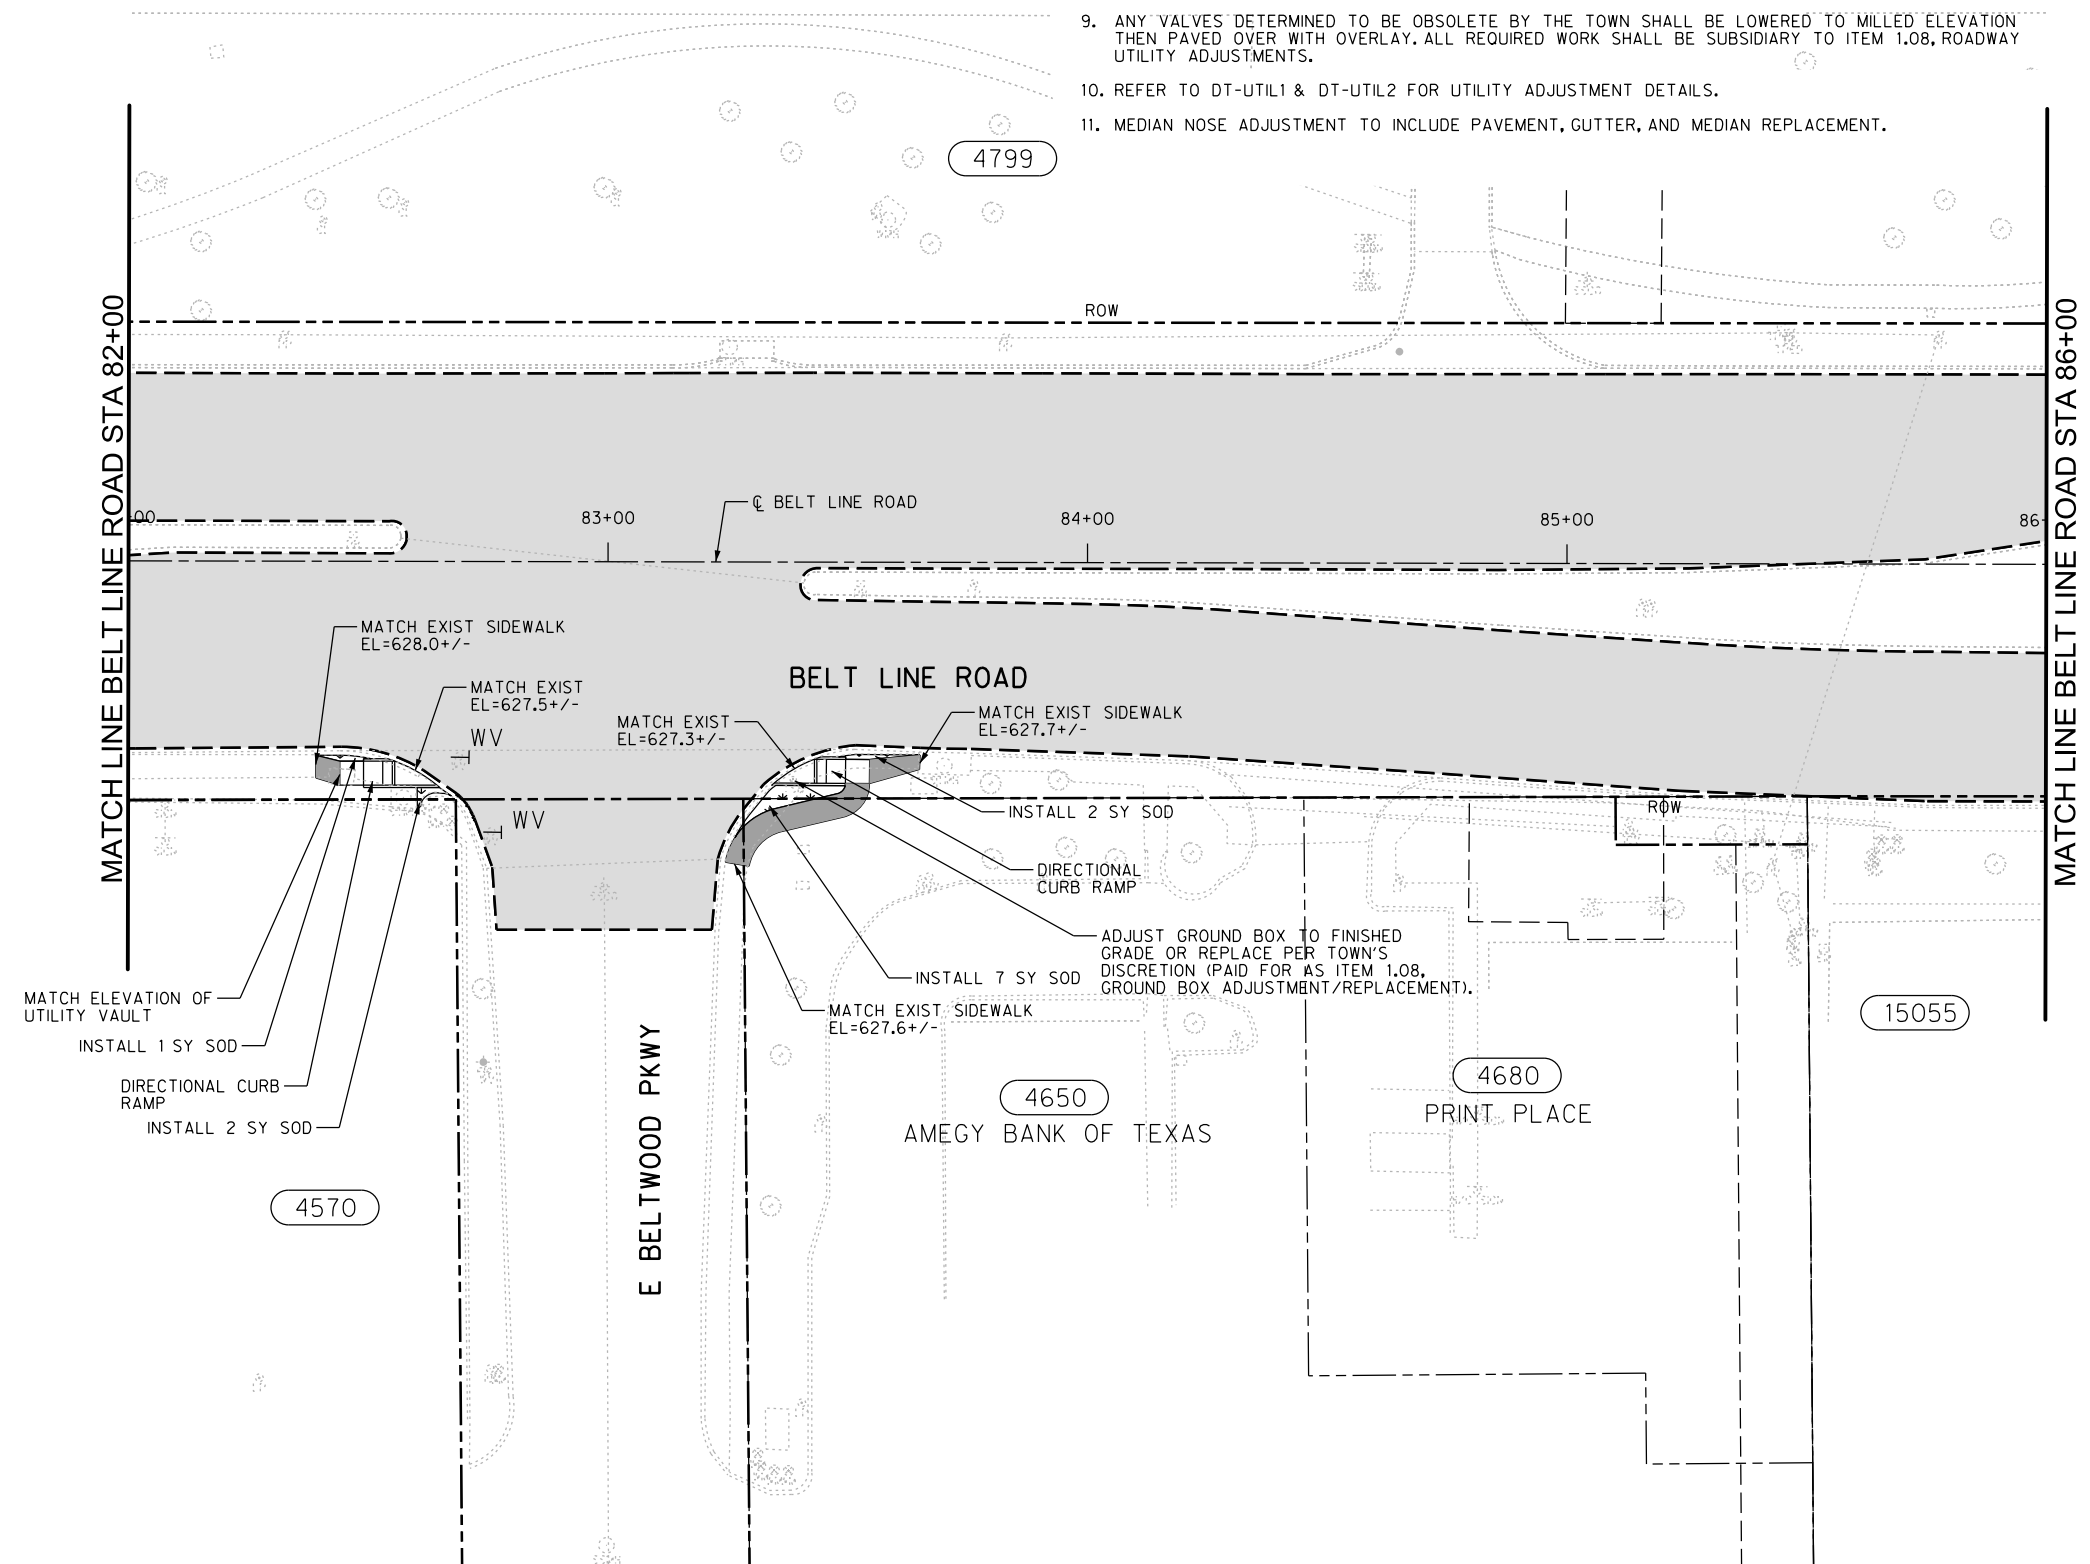 9. ANY VALVES DETERMINED TO BE OBSOLETE BY THE TOWN SHALL BE LOWERED TO MILLED ELEVATION
THEN PAVED OVER WITH OVERLAY. ALL REQUIRED WORK SHALL BE SUBSIDIARY TO ITEM 1.08, ROADWAY
UTILITY ADJUSTMENTS.
10. REFER TO DT-UTIL1 & DT-UTIL2 FOR UTILITY ADJUSTMENT DETAILS.
11. MEDIAN NOSE ADJUSTMENT TO INCLUDE PAVEMENT, GUTTER, AND MEDIAN REPLACEMENT.
4799
ROW
MATCH LINE BELT LINE ROAD STA 82+00
MATCH LINE BELT LINE ROAD STA 86+00
℄ BELT LINE ROAD
00
83+00
84+00
85+00
86+
MATCH EXIST SIDEWALK
EL=628.0+/-
MATCH EXIST
EL=627.5+/-
WV
BELT LINE ROAD
MATCH EXIST
EL=627.3+/-
MATCH EXIST SIDEWALK
EL=627.7+/-
WV
ROW
INSTALL 2 SY SOD
DIRECTIONAL
CURB RAMP
ADJUST GROUND BOX TO FINISHED
GRADE OR REPLACE PER TOWN'S
DISCRETION (PAID FOR AS ITEM 1.08,
GROUND BOX ADJUSTMENT/REPLACEMENT).
INSTALL 7 SY SOD
MATCH EXIST SIDEWALK
EL=627.6+/-
MATCH ELEVATION OF
UTILITY VAULT
INSTALL 1 SY SOD
DIRECTIONAL CURB
RAMP
INSTALL 2 SY SOD
E BELTWOOD PKWY
4570
4650
AMEGY BANK OF TEXAS
4680
PRINT PLACE
15055